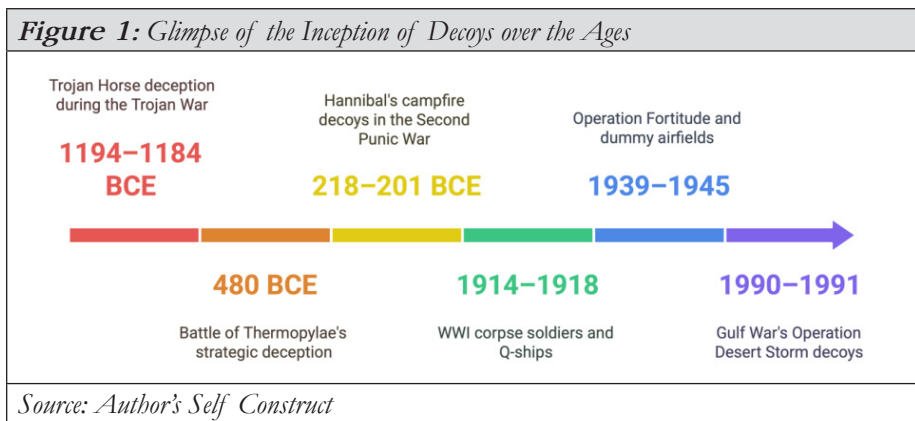 Figure 1: Glimpse of the Inception of Decoys over the Ages
Trojan Horse deception
during the Trojan War
1194–1184
BCE
Hannibal's campfire
decoys in the Second
Punic War
218–201 BCE
Operation Fortitude and
dummy airfields
1939–1945
480 BCE
Battle of Thermopylae's
strategic deception
1914–1918
WWI corpse soldiers and
Q-ships
1990–1991
Gulf War's Operation
Desert Storm decoys
Source: Author's Self Construct